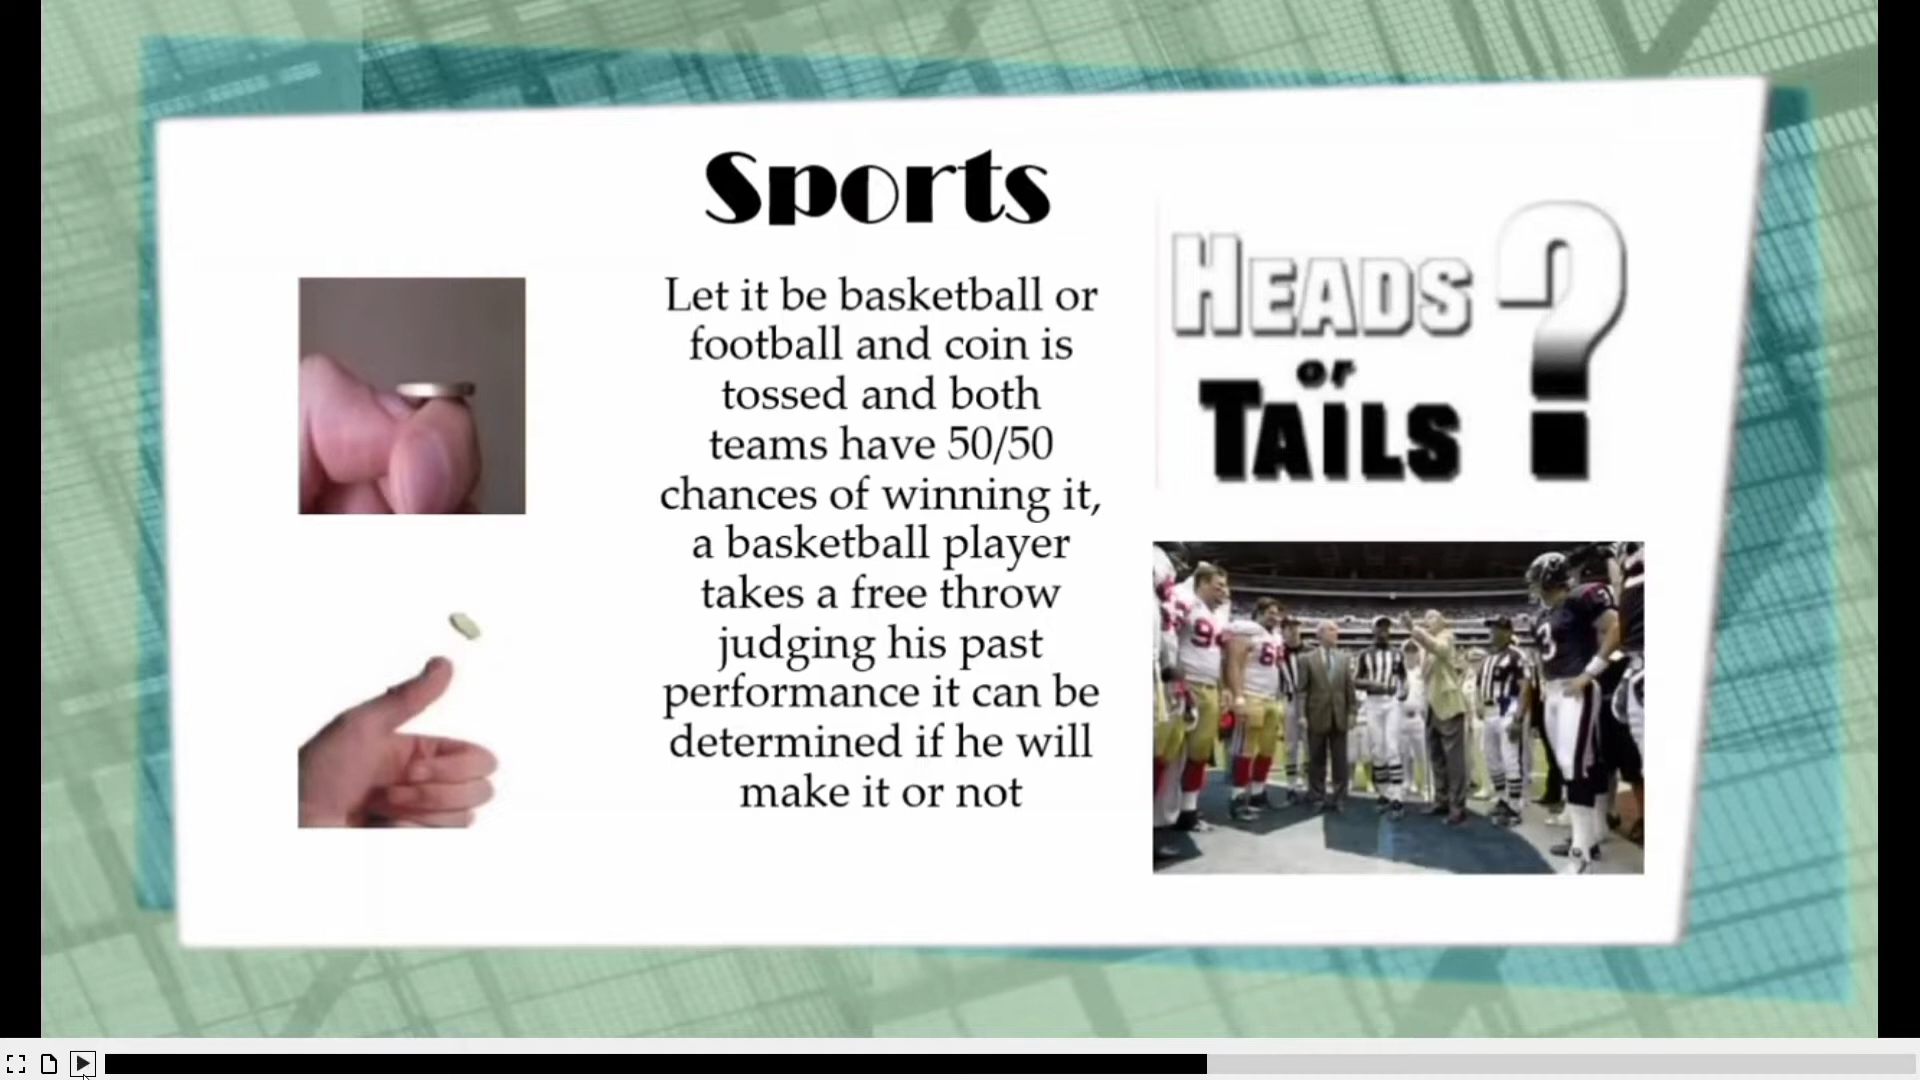 Sports
Let it be basketball or
football and coin is
tossed and both
teams have 50/50
chances of winning it,
a basketball player
takes a free throw
judging his past
performance it can be
determined if he will
make it or not
HEADS
or
TAILS ?